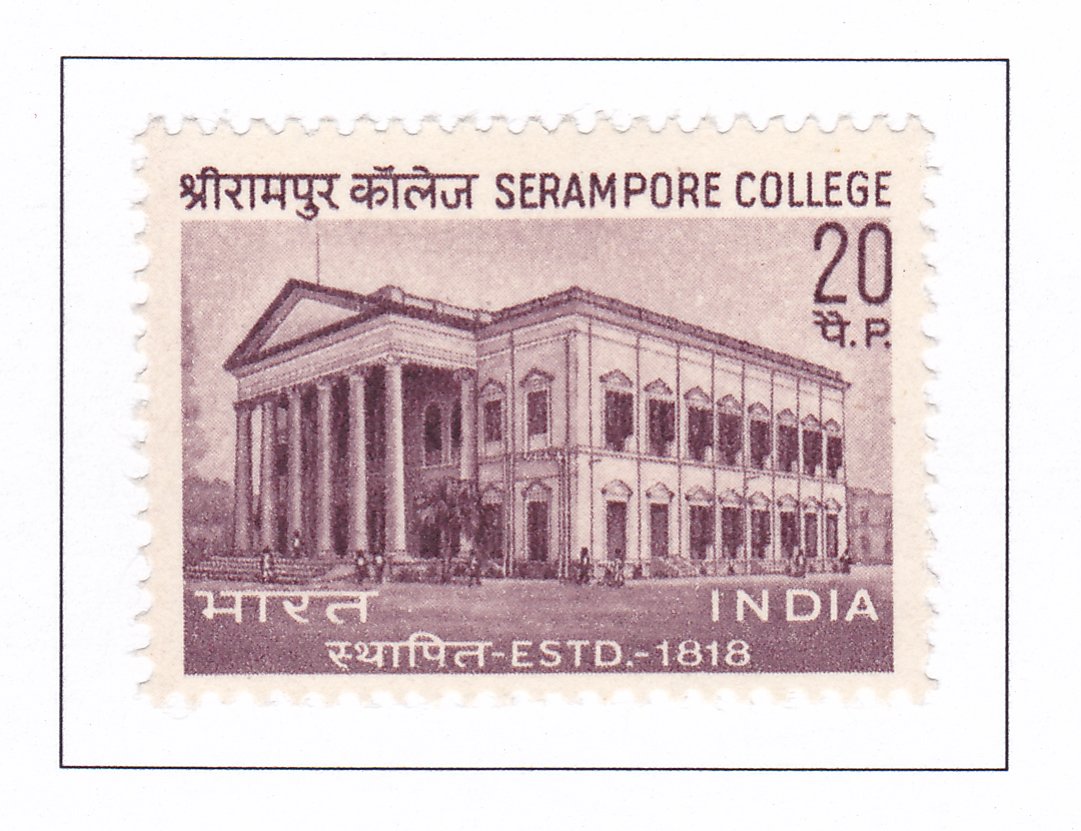 श्रीरामपुर कॉलेज SERAMPORE COLLEGE
20
पै. P.
भारत INDIA
स्थापित-ESTD.-1818